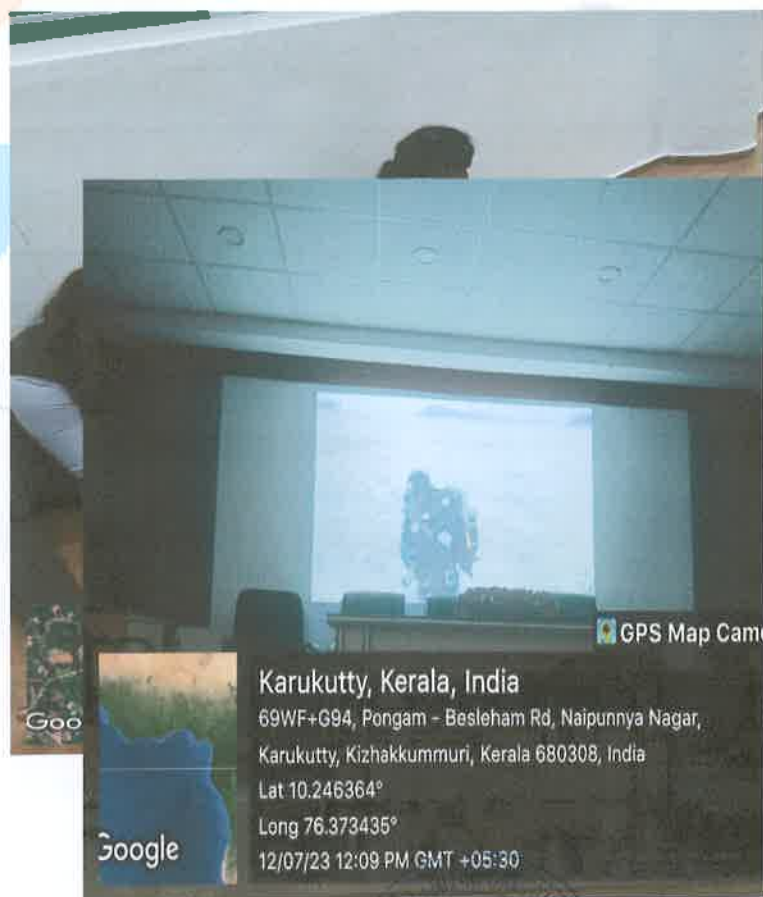 GPS Map Came
Karukutty, Kerala, India
69WF+G94, Pongam - Besleham Rd, Naipunnya Nagar,
Karukutty, Kizhakkummuri, Kerala 680308, India
Lat 10.246364°
Long 76.373435°
12/07/23 12:09 PM GMT +05:30
Google
Goo